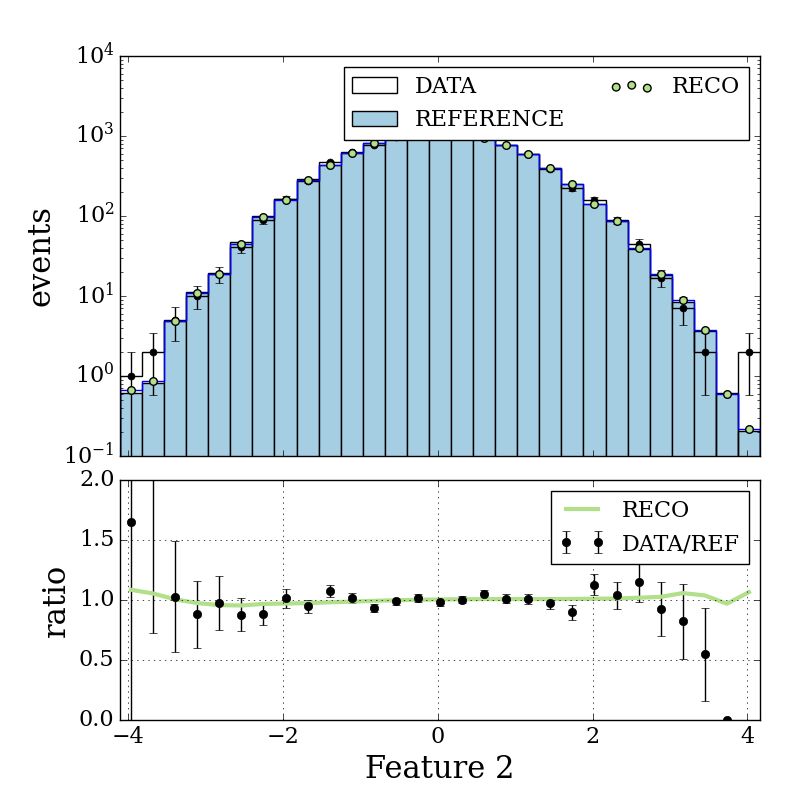 10^4
DATA
RECO
REFERENCE
10^3
10^2
events
10^1
10^0
10^−1
2.0
RECO
1.5
DATA/REF
ratio
1.0
0.5
0.0
−4 −2 0 2 4
Feature 2